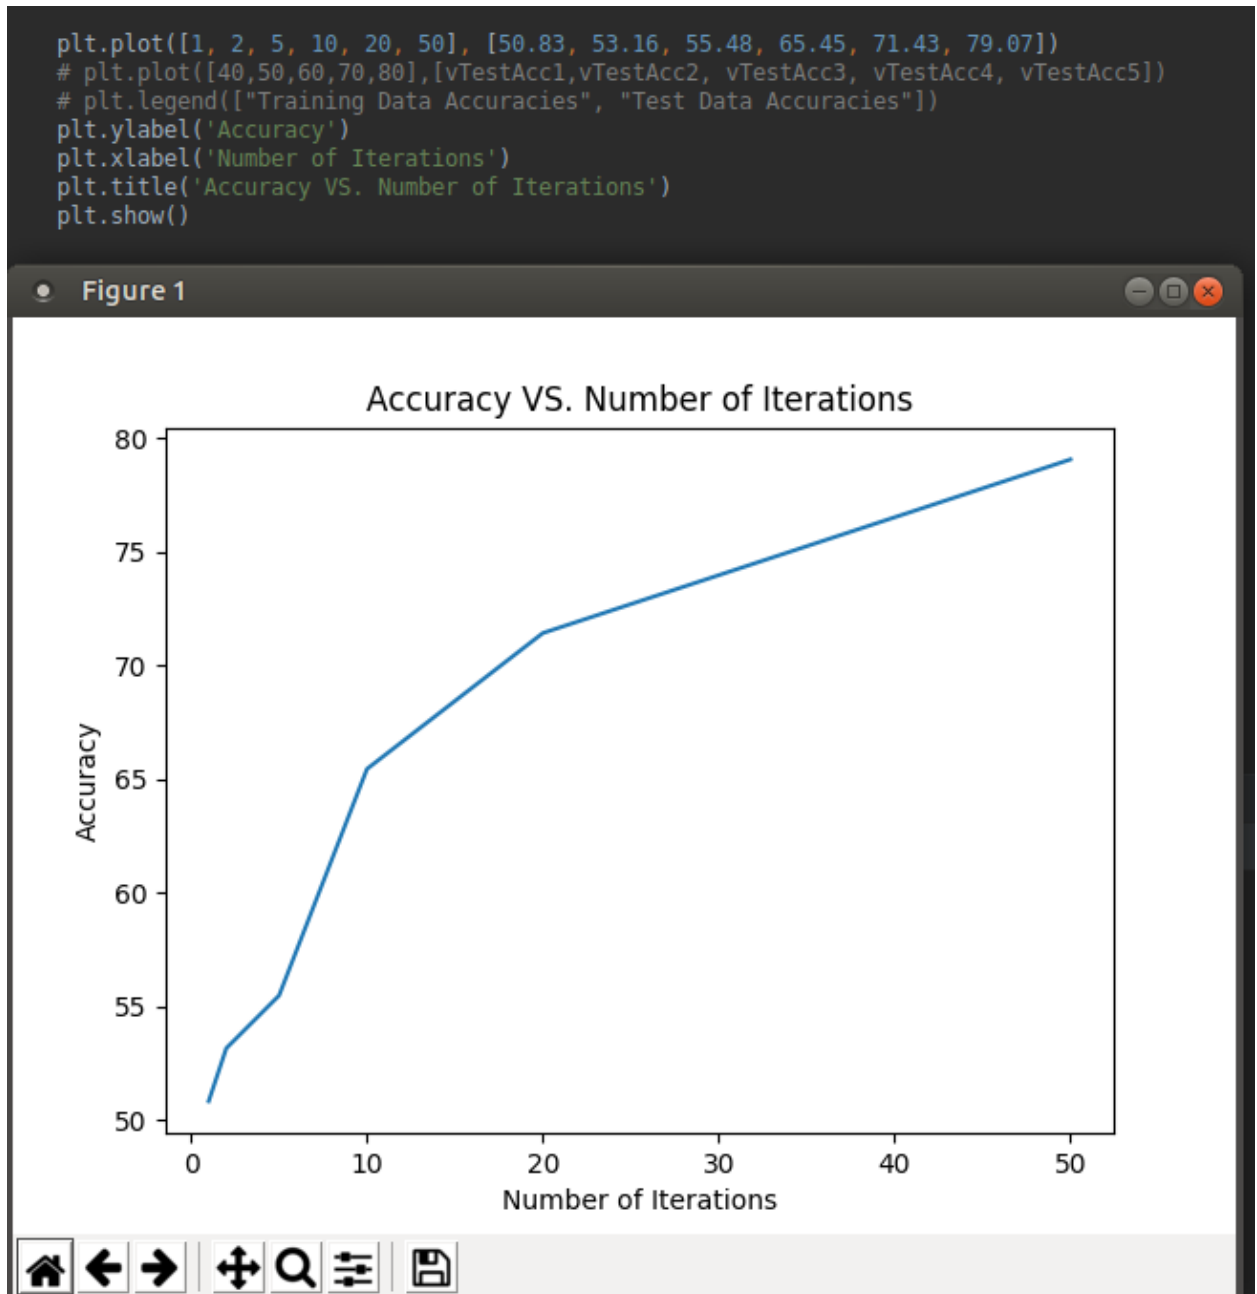 plt.plot([1, 2, 5, 10, 20, 50], [50.83, 53.16, 55.48, 65.45, 71.43, 79.07])
# plt.plot([40,50,60,70,80],[vTestAcc1,vTestAcc2, vTestAcc3, vTestAcc4, vTestAcc5])
# plt.legend(["Training Data Accuracies", "Test Data Accuracies"])
plt.ylabel('Accuracy')
plt.xlabel('Number of Iterations')
plt.title('Accuracy VS. Number of Iterations')
plt.show()
Figure 1
Accuracy VS. Number of Iterations
80
75
70
65
60
55
50
Accuracy
0 10 20 30 40 50
Number of Iterations